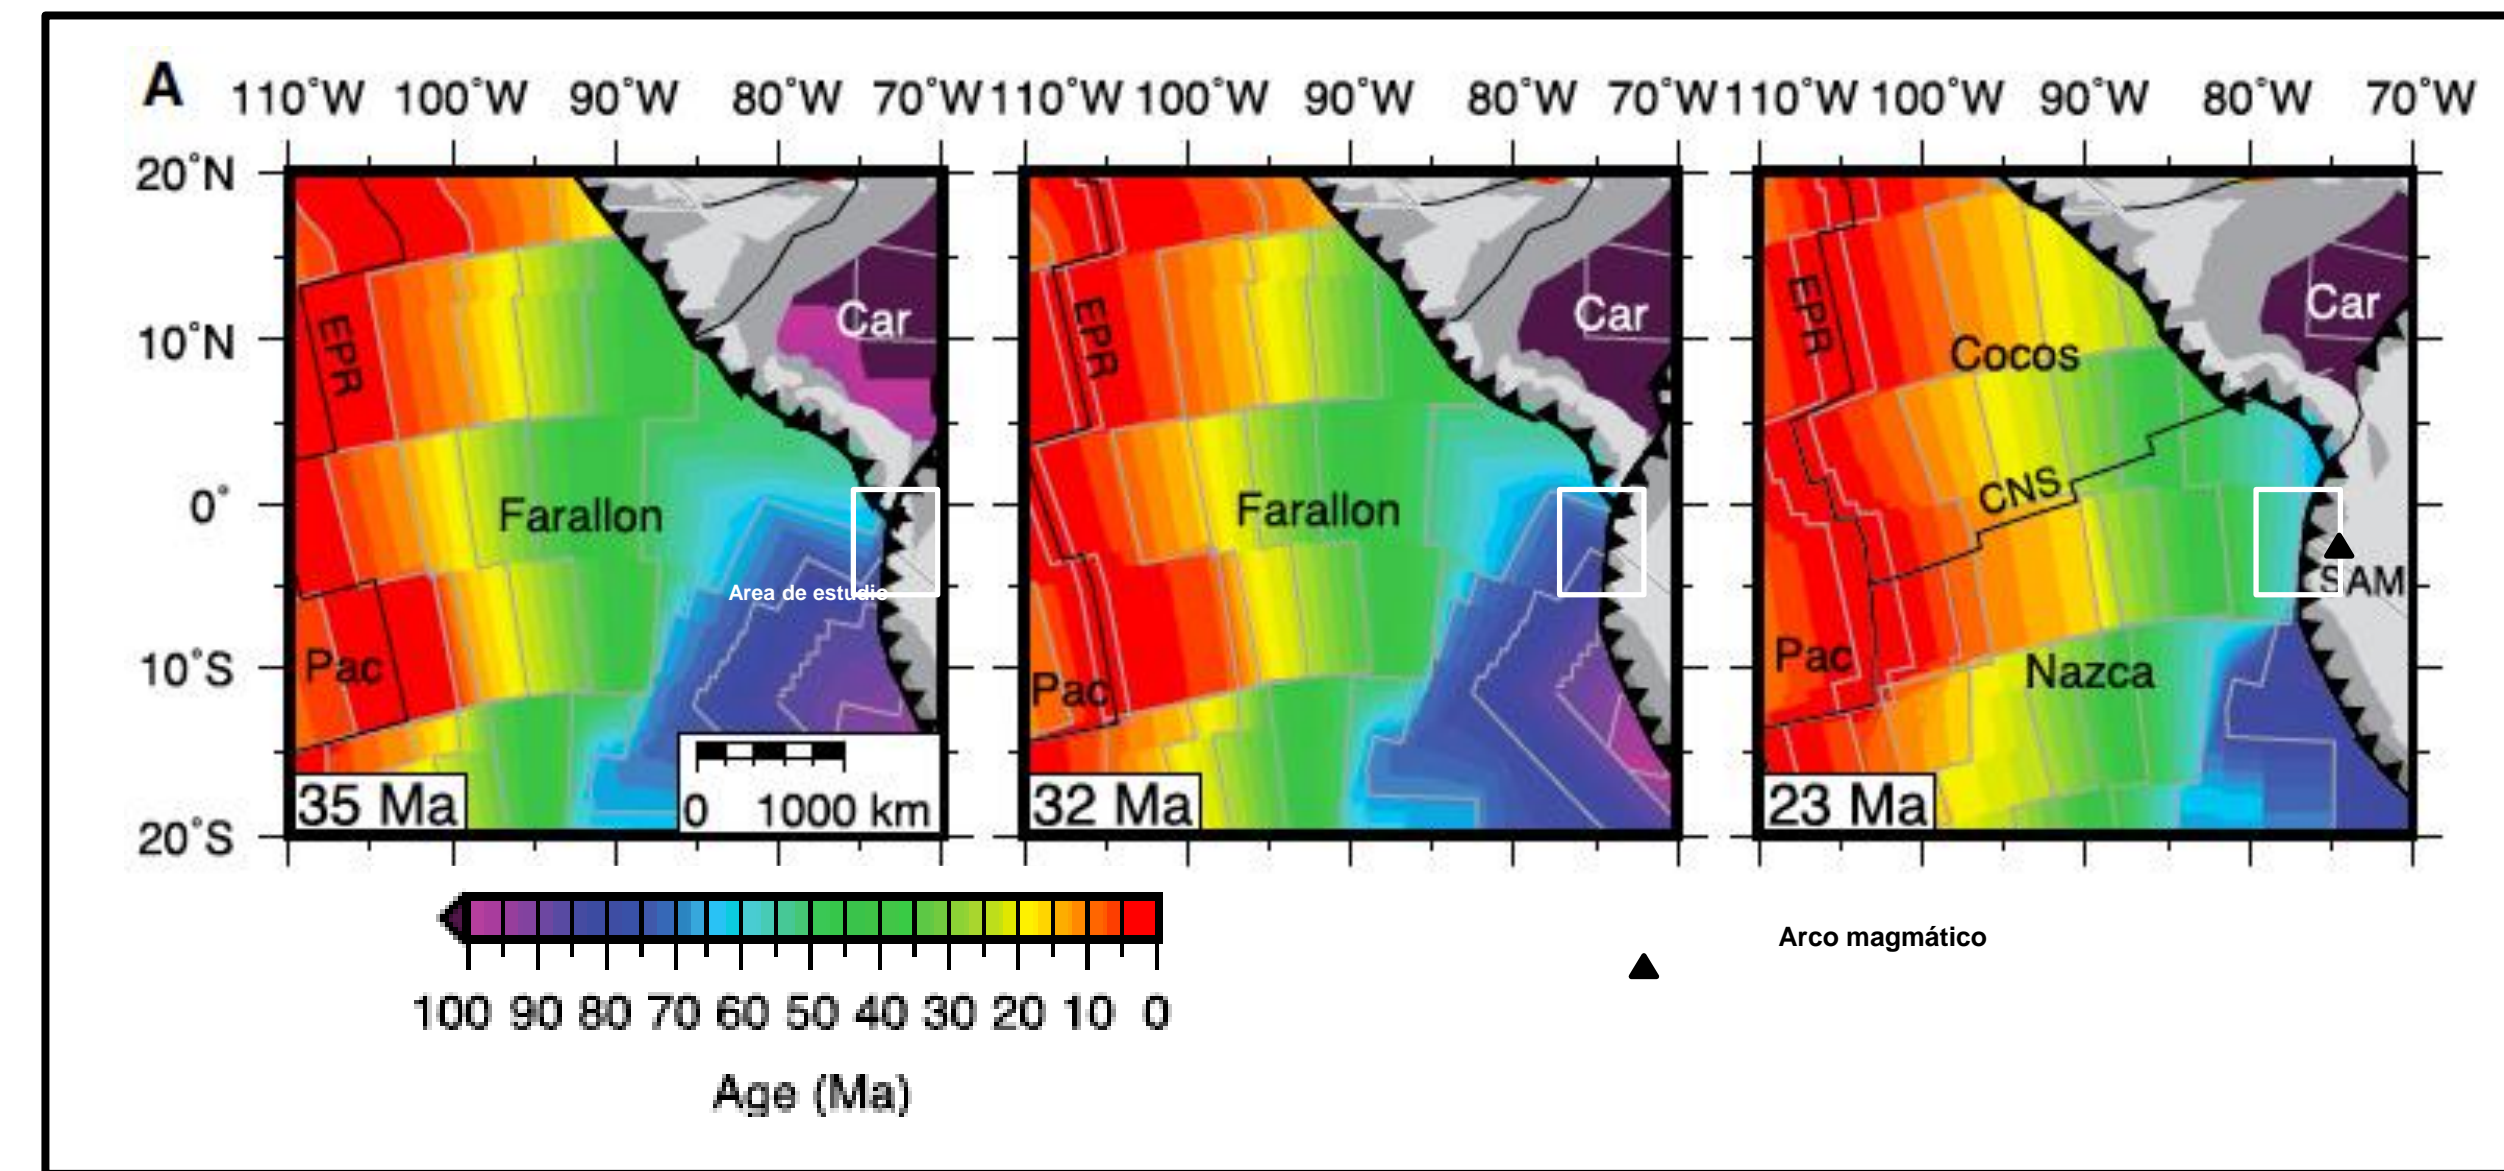 A
110°W 100°W 90°W 80°W 70°W 110°W 100°W 90°W 80°W 70°W 110°W 100°W 90°W 80°W 70°W
20°N
10°N
0°
10°S
20°S
EPR
Car
Farallon
Area de estudio
Pac
35 Ma
0 1000 km
EPR
Car
Farallon
Pac
32 Ma
EPR
Car
Cocos
CNS
SAM
Pac
Nazca
23 Ma
100 90 80 70 60 50 40 30 20 10 0
Age (Ma)
Arco magmático